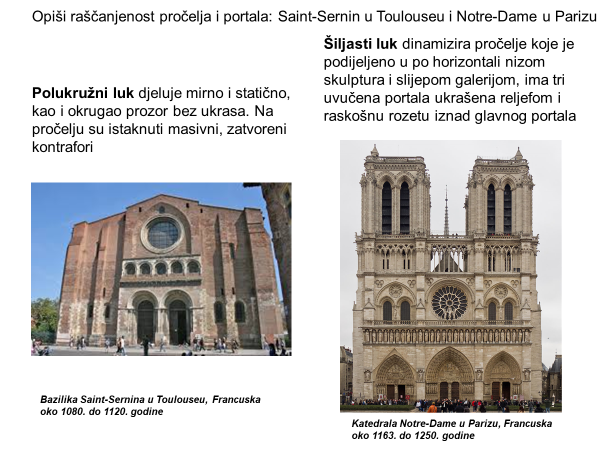 Opiši raščanjenost pročelja i portala: Saint-Sernin u Toulouseu i Notre-Dame u Parizu
Polukružni luk djeluje mirno i statično,
kao i okrugao prozor bez ukrasa. Na
pročelju su istaknuti masivni, zatvoreni
kontrafori
Šiljasti luk dinamizira pročelje koje je
podijeljeno u po horizontali nizom
skulptura i slijepom galerijom, ima tri
uvučena portala ukrašena reljefom i
raskošnu rozetu iznad glavnog portala
Bazilika Saint-Sernina u Toulouseu, Francuska
oko 1080. do 1120. godine
Katedrala Notre-Dame u Parizu, Francuska
oko 1163. do 1250. godine